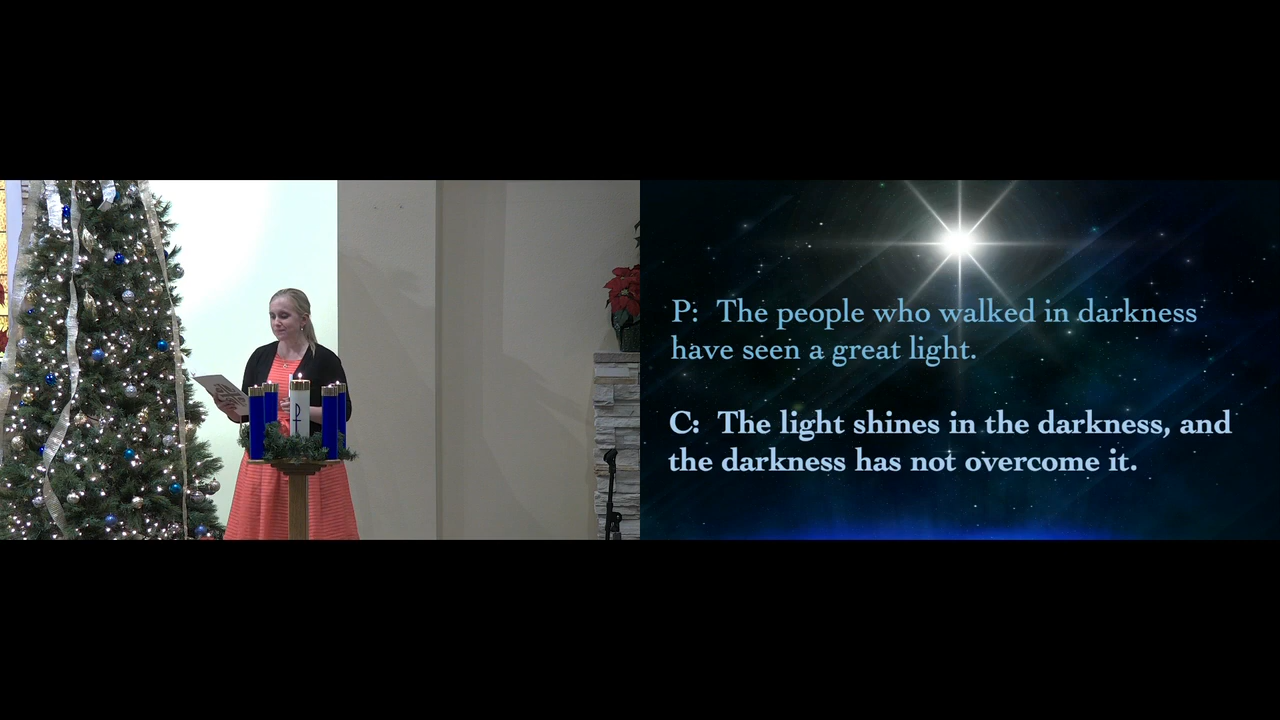 P: The people who walked in darkness
have seen a great light.
C: The light shines in the darkness, and
the darkness has not overcome it.